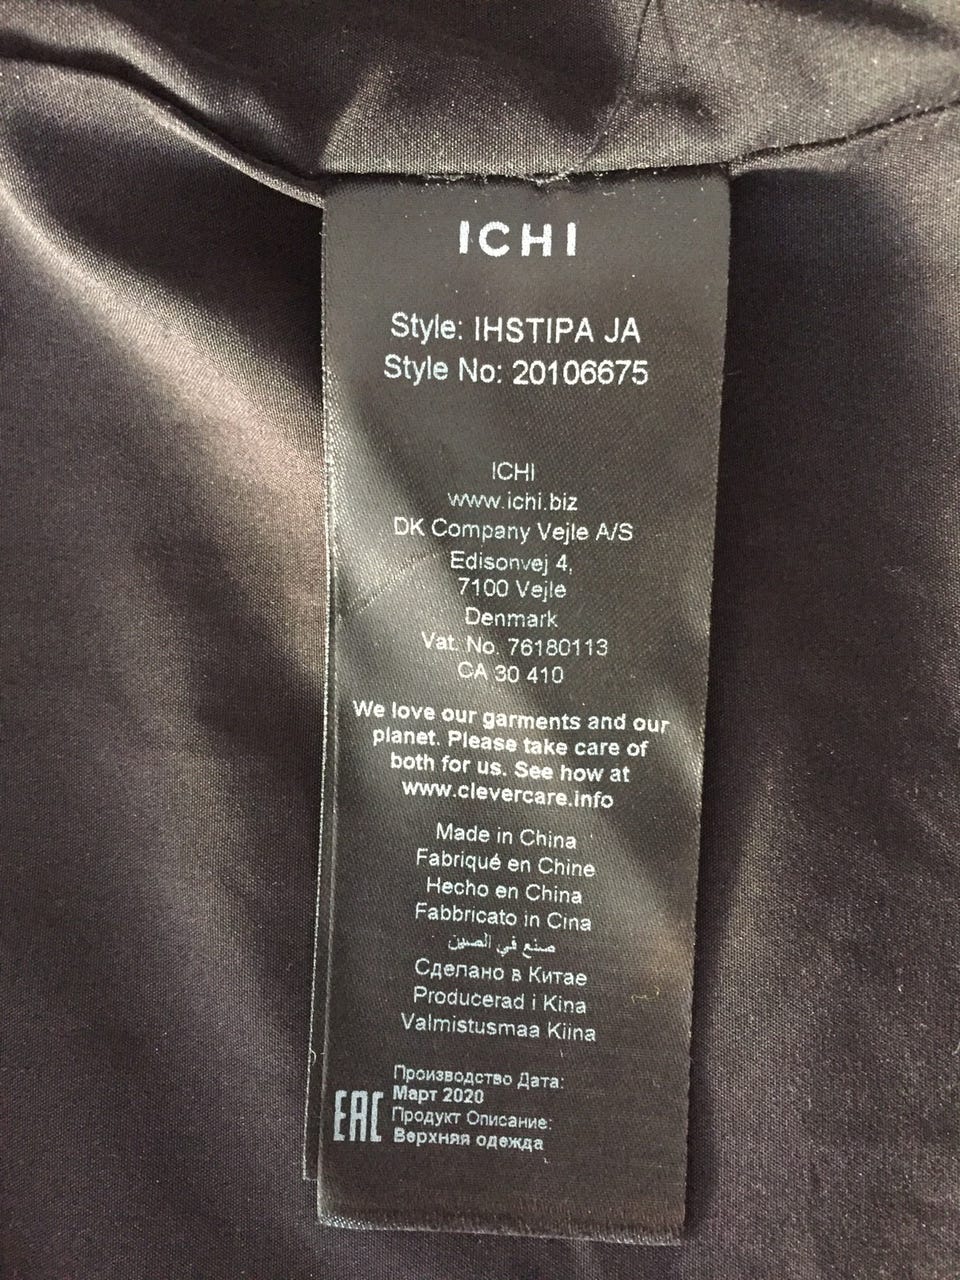 ICHI
Style: IHSTIPA JA
Style No: 20106675
ICHI
www.ichi.biz
DK Company Vejle A/S
Edisonvej 4,
7100 Vejle
Denmark
Vat. No. 76180113
CA 30 410
We love our garments and our
planet. Please take care of
both for us. See how at
www.clevercare.info
Made in China
Fabriqué en Chine
Hecho en China
Fabbricato in Cina
صنع في الصين
Сделано в Китае
Producerad i Kina
Valmistusmaa Kiina
Производство Дата:
Март 2020
EAC
Продукт Описание:
Верхняя одежда